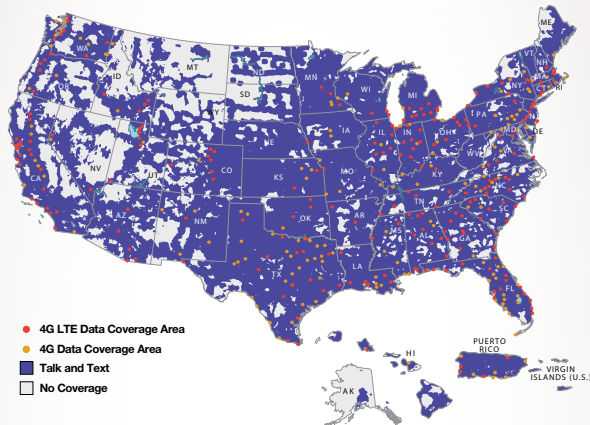 ME
WA
VT
NH
MT
ND
MN
MA
OR
ID
WI
NY
CT
RI
SD
MI
WY
PA
IA
NE
IL
IN
OH
MD
DE
NV
UT
WV
VA
CA
CO
KS
MO
KY
NC
TN
AZ
NM
OK
AR
MS
AL
GA
TX
LA
FL
4G LTE Data Coverage Area
4G Data Coverage Area
Talk and Text
No Coverage
HI
AK
PUERTO
RICO
VIRGIN
ISLANDS (U.S.)